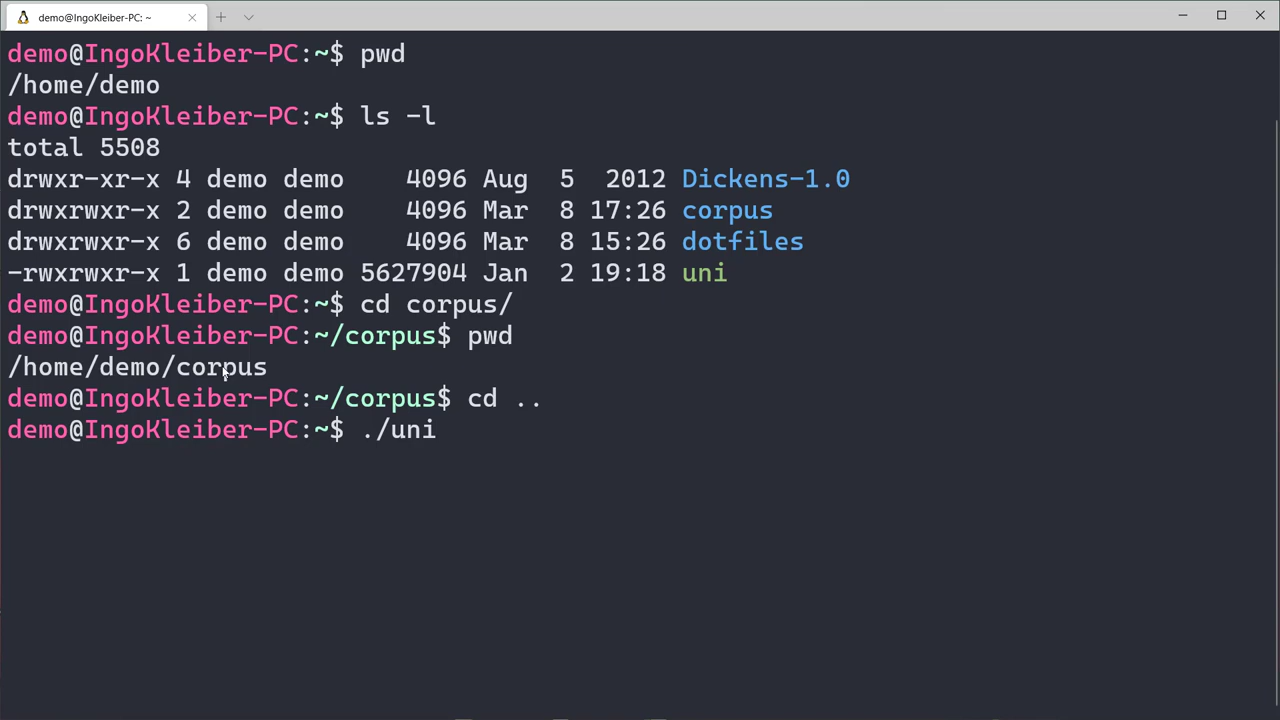 demo@IngoKleiber-PC: ~
demo@IngoKleiber-PC:~$ pwd
/home/demo
demo@IngoKleiber-PC:~$ ls -l
total 5508
drwxr-xr-x 4 demo demo    4096 Aug  5  2012 Dickens-1.0
drwxrwxr-x 2 demo demo    4096 Mar  8 17:26 corpus
drwxrwxr-x 6 demo demo    4096 Mar  8 15:26 dotfiles
-rwxrwxr-x 1 demo demo 5627904 Jan  2 19:18 uni
demo@IngoKleiber-PC:~$ cd corpus/
demo@IngoKleiber-PC:~/corpus$ pwd
/home/demo/corpus
demo@IngoKleiber-PC:~/corpus$ cd ..
demo@IngoKleiber-PC:~$ ./uni